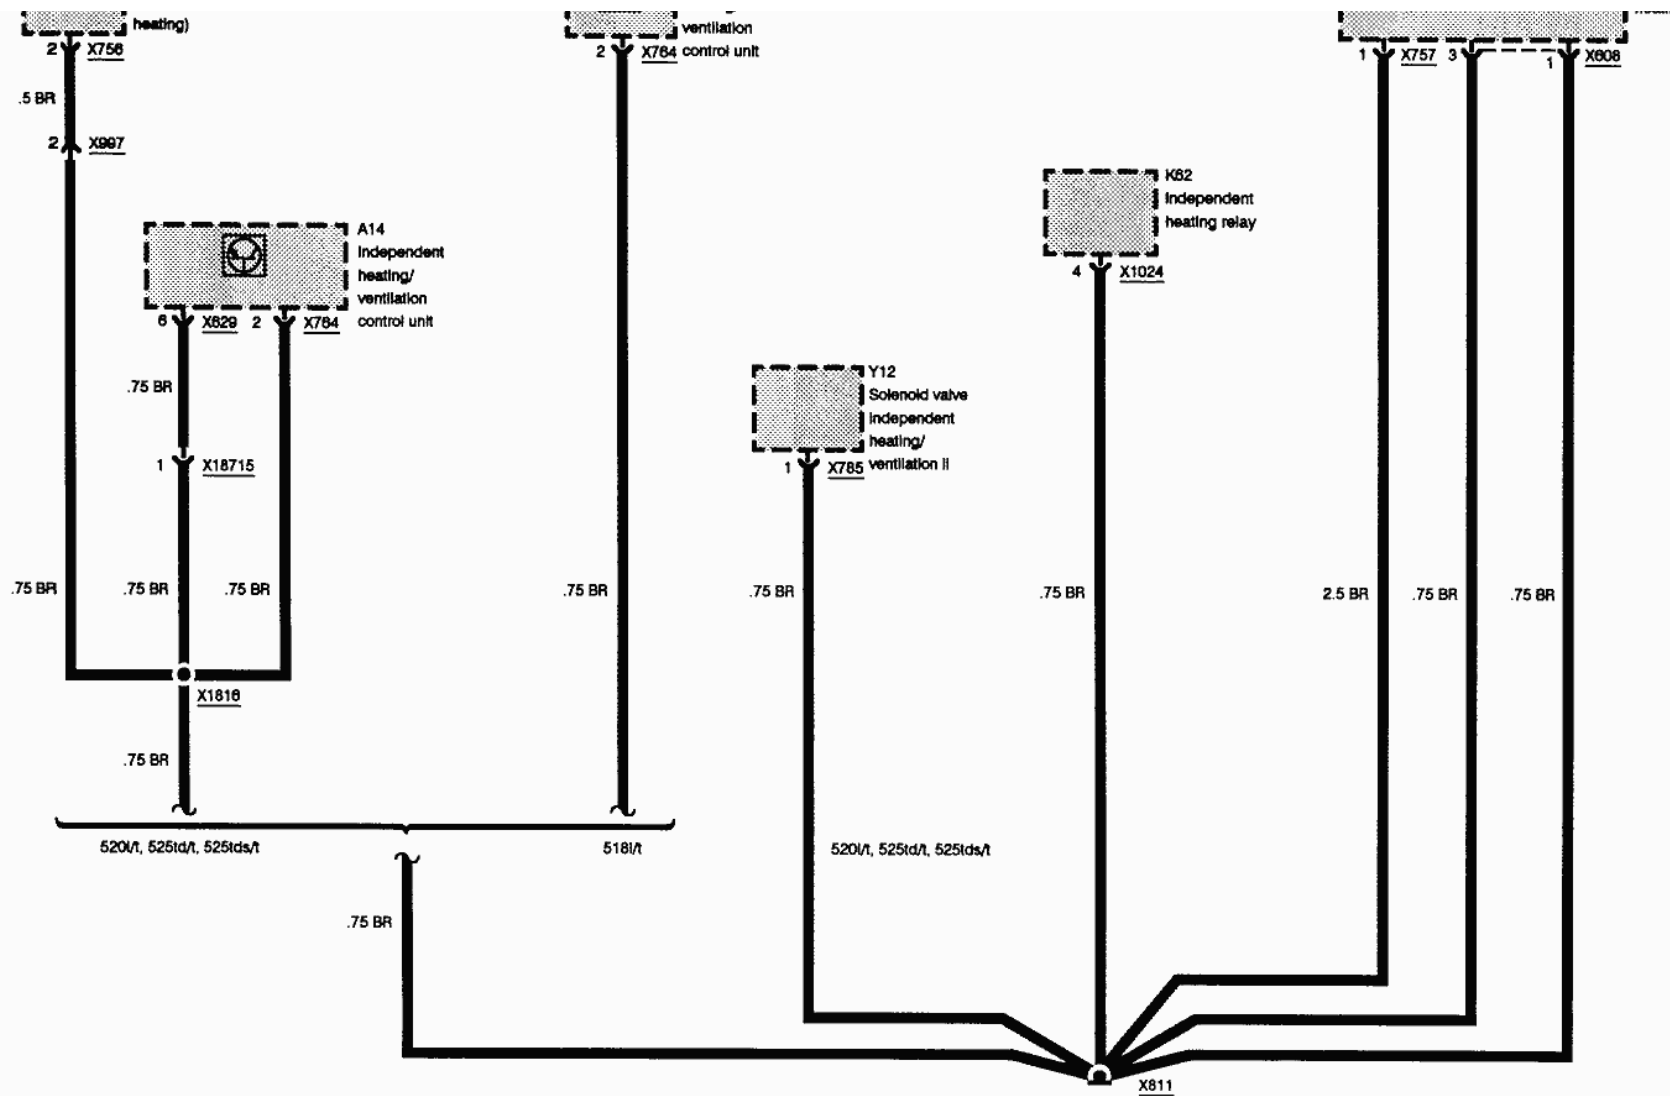 heating)
ventilation
control unit
2 X756
2 X764
1 X757 3
1 X608
.5 BR
2 X997
K62
Independent
heating relay
4 X1024
A14
Independent
heating/
ventilation
control unit
6 X629 2 X764
.75 BR
1 X18715
Y12
Solenoid valve
independent
heating/
ventilation II
1 X785
.75 BR .75 BR .75 BR .75 BR .75 BR .75 BR 2.5 BR .75 BR .75 BR
X1816
.75 BR
520i/t, 525td/t, 525tds/t
518i/t
520i/t, 525td/t, 525tds/t
.75 BR
X811